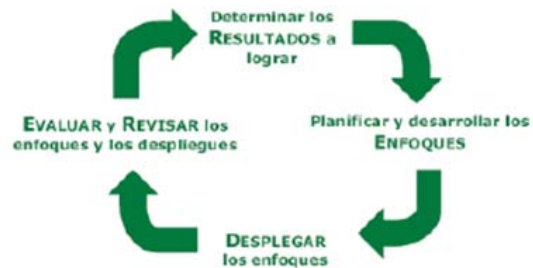 Determinar los
RESULTADOS a
lograr
Planificar y desarrollar los
ENFOQUES
DESPLEGAR
los enfoques
EVALUAR y REVISAR los
enfoques y los despliegues